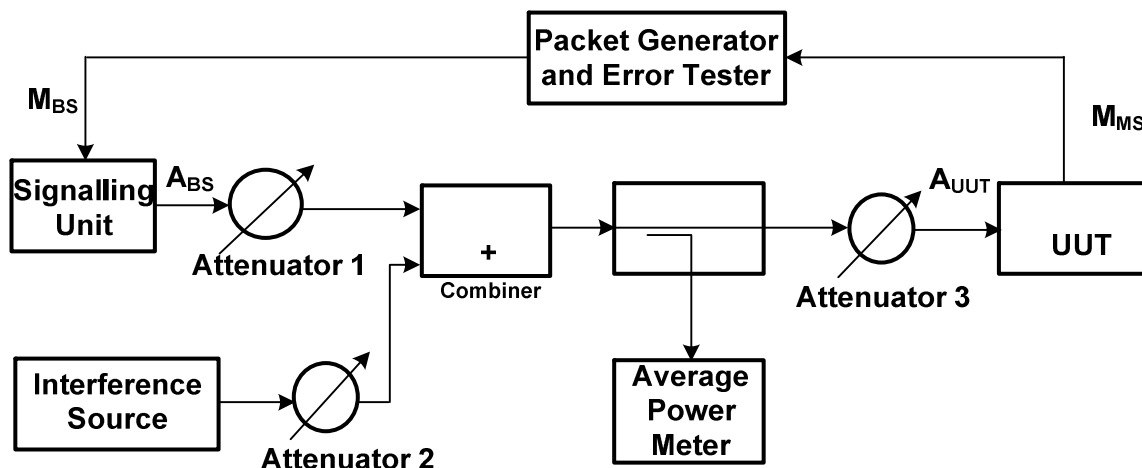 Packet Generator
and Error Tester
M_BS
M_MS
Signalling
Unit
A_BS
Attenuator 1
+
Combiner
A_UUT
Attenuator 3
UUT
Interference
Source
Attenuator 2
Average
Power
Meter